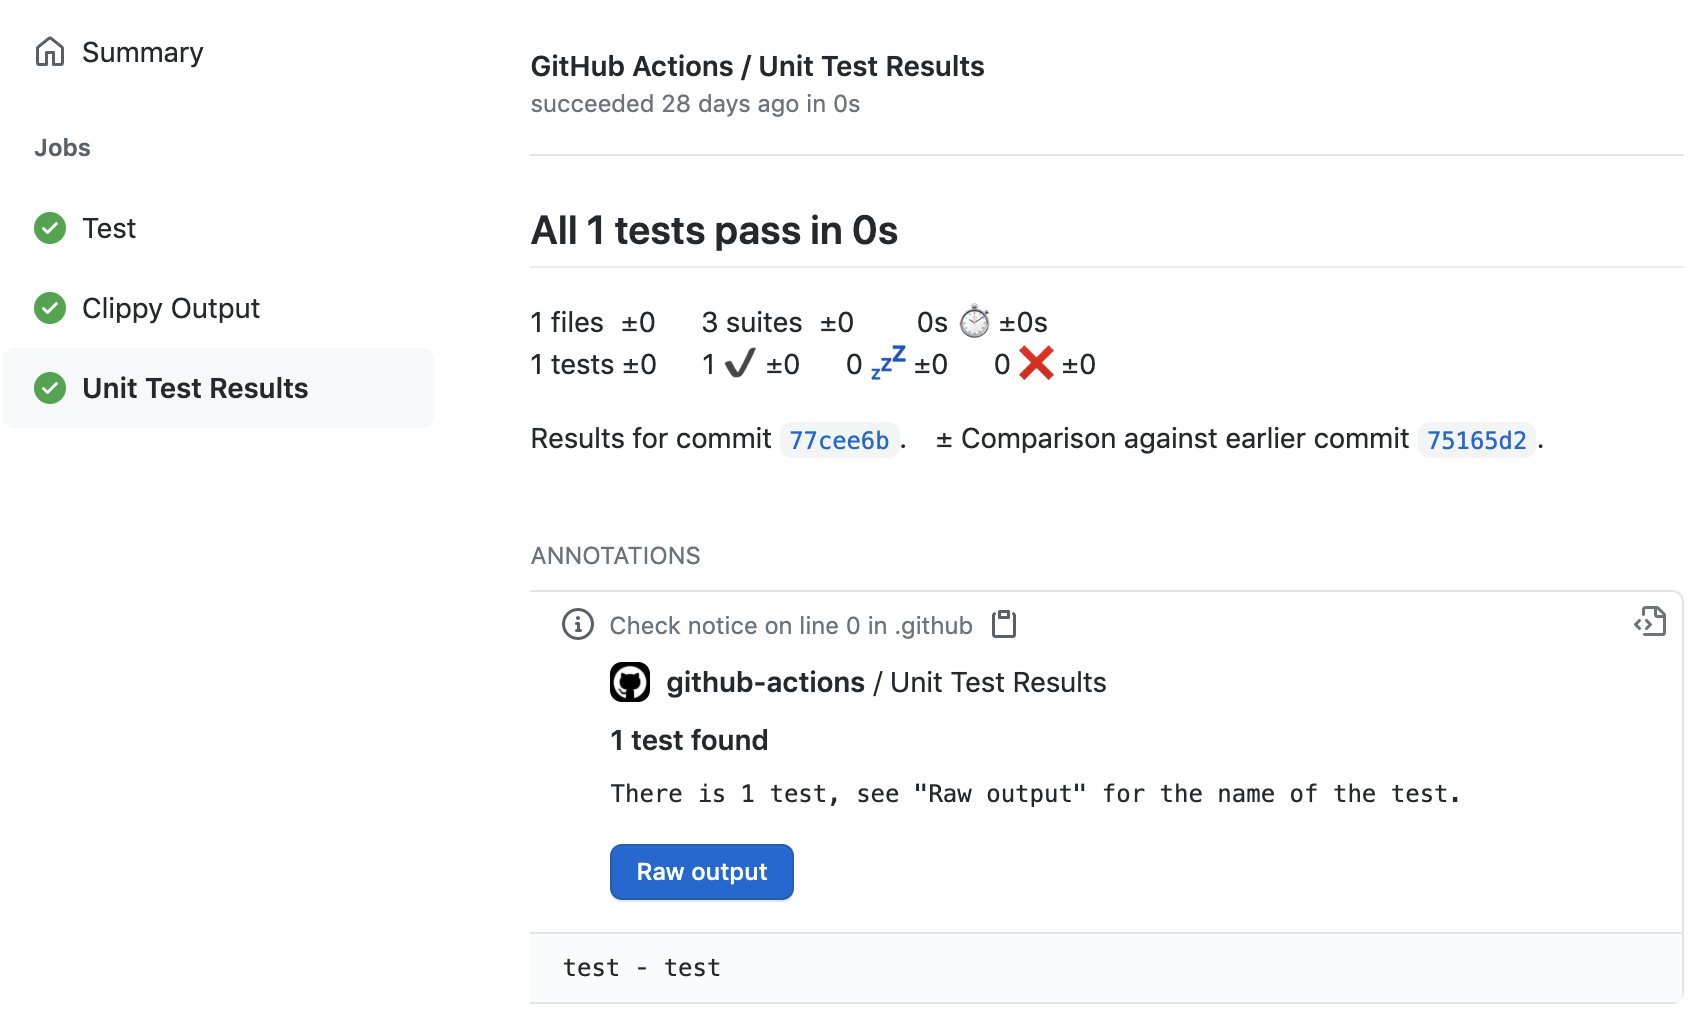 Summary
Jobs
Test
Clippy Output
Unit Test Results
GitHub Actions / Unit Test Results
succeeded 28 days ago in 0s
All 1 tests pass in 0s
1 files ±0 3 suites ±0 0s ⏱ ±0s
1 tests ±0 1 ✔ ±0 0 💤 ±0 0 ❌ ±0
Results for commit 77cee6b. ± Comparison against earlier commit 75165d2.
ANNOTATIONS
Check notice on line 0 in .github
github-actions / Unit Test Results
1 test found
There is 1 test, see "Raw output" for the name of the test.
Raw output
test - test